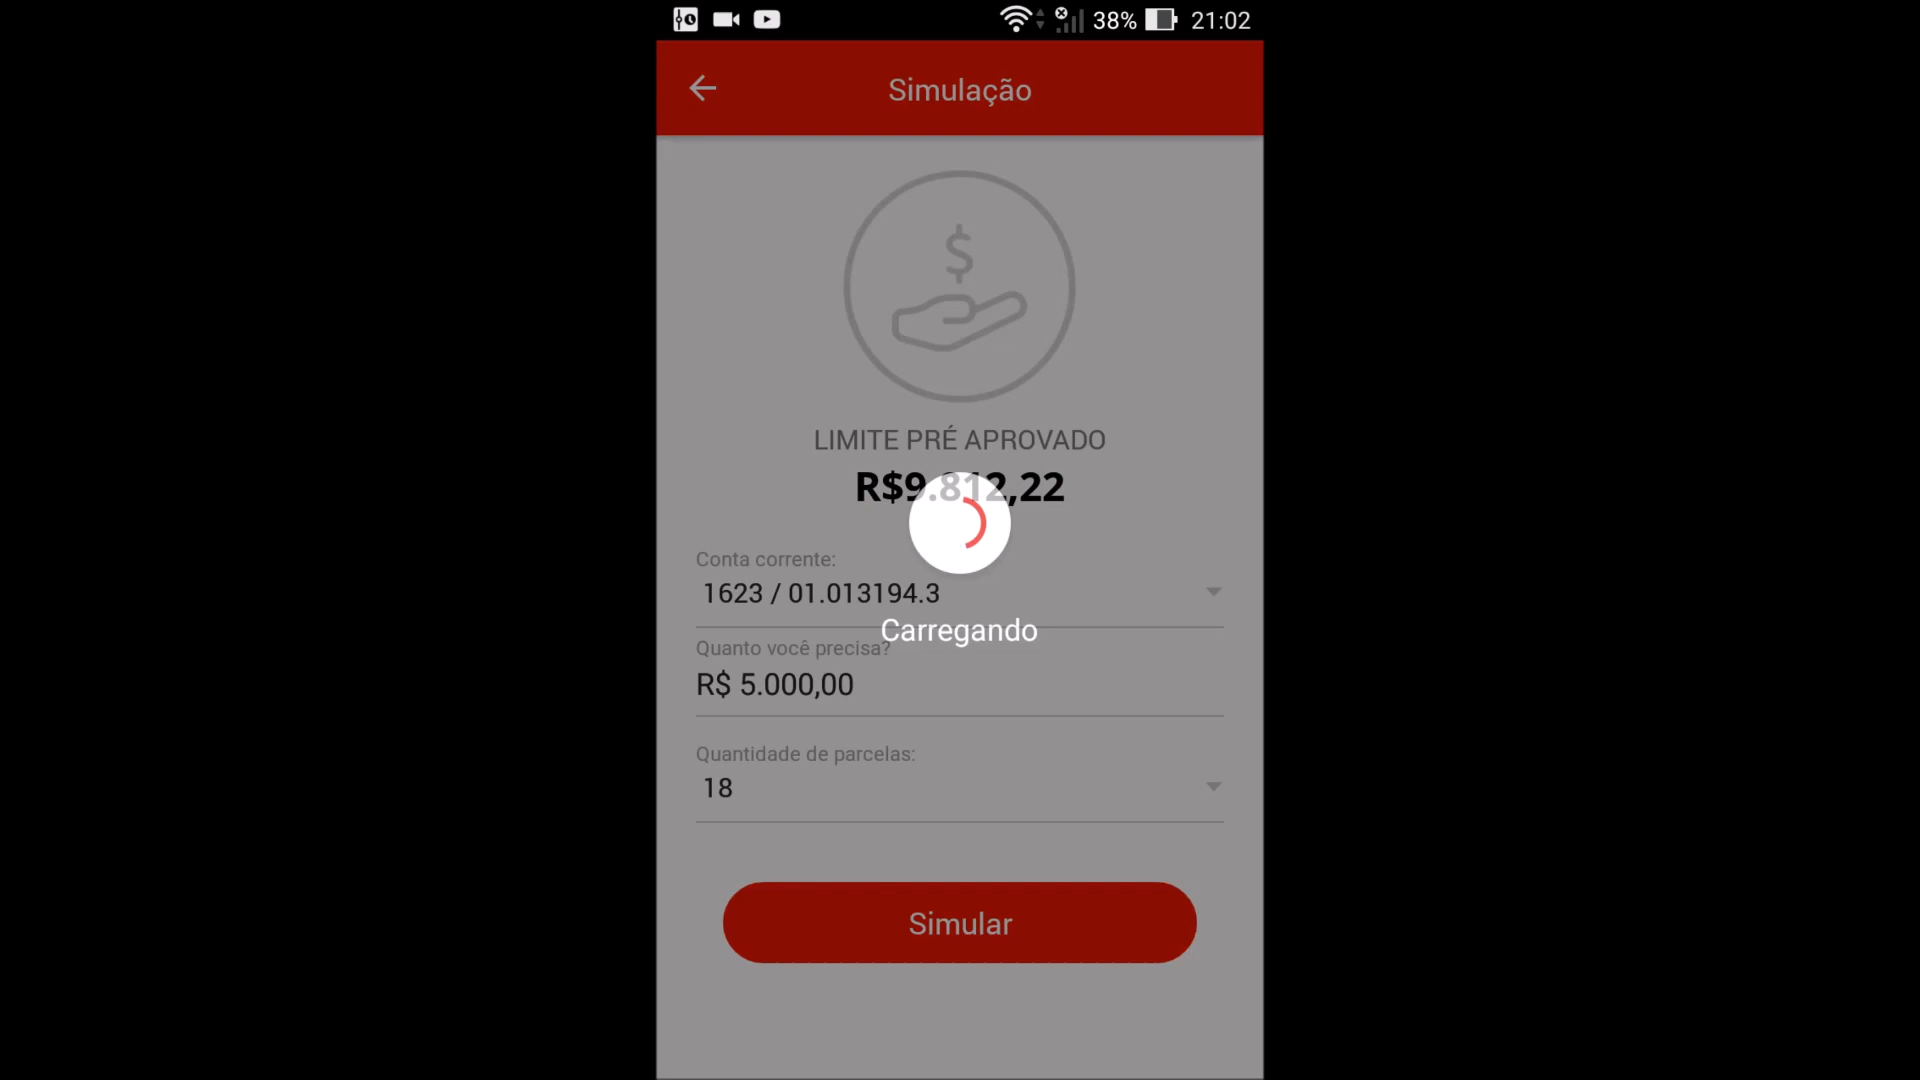 38% 21:02
Simulação
$
LIMITE PRÉ APROVADO
R$9.812,22
Conta corrente:
1623 / 01.013194.3
Carregando
Quanto você precisa?
R$ 5.000,00
Quantidade de parcelas:
18
Simular